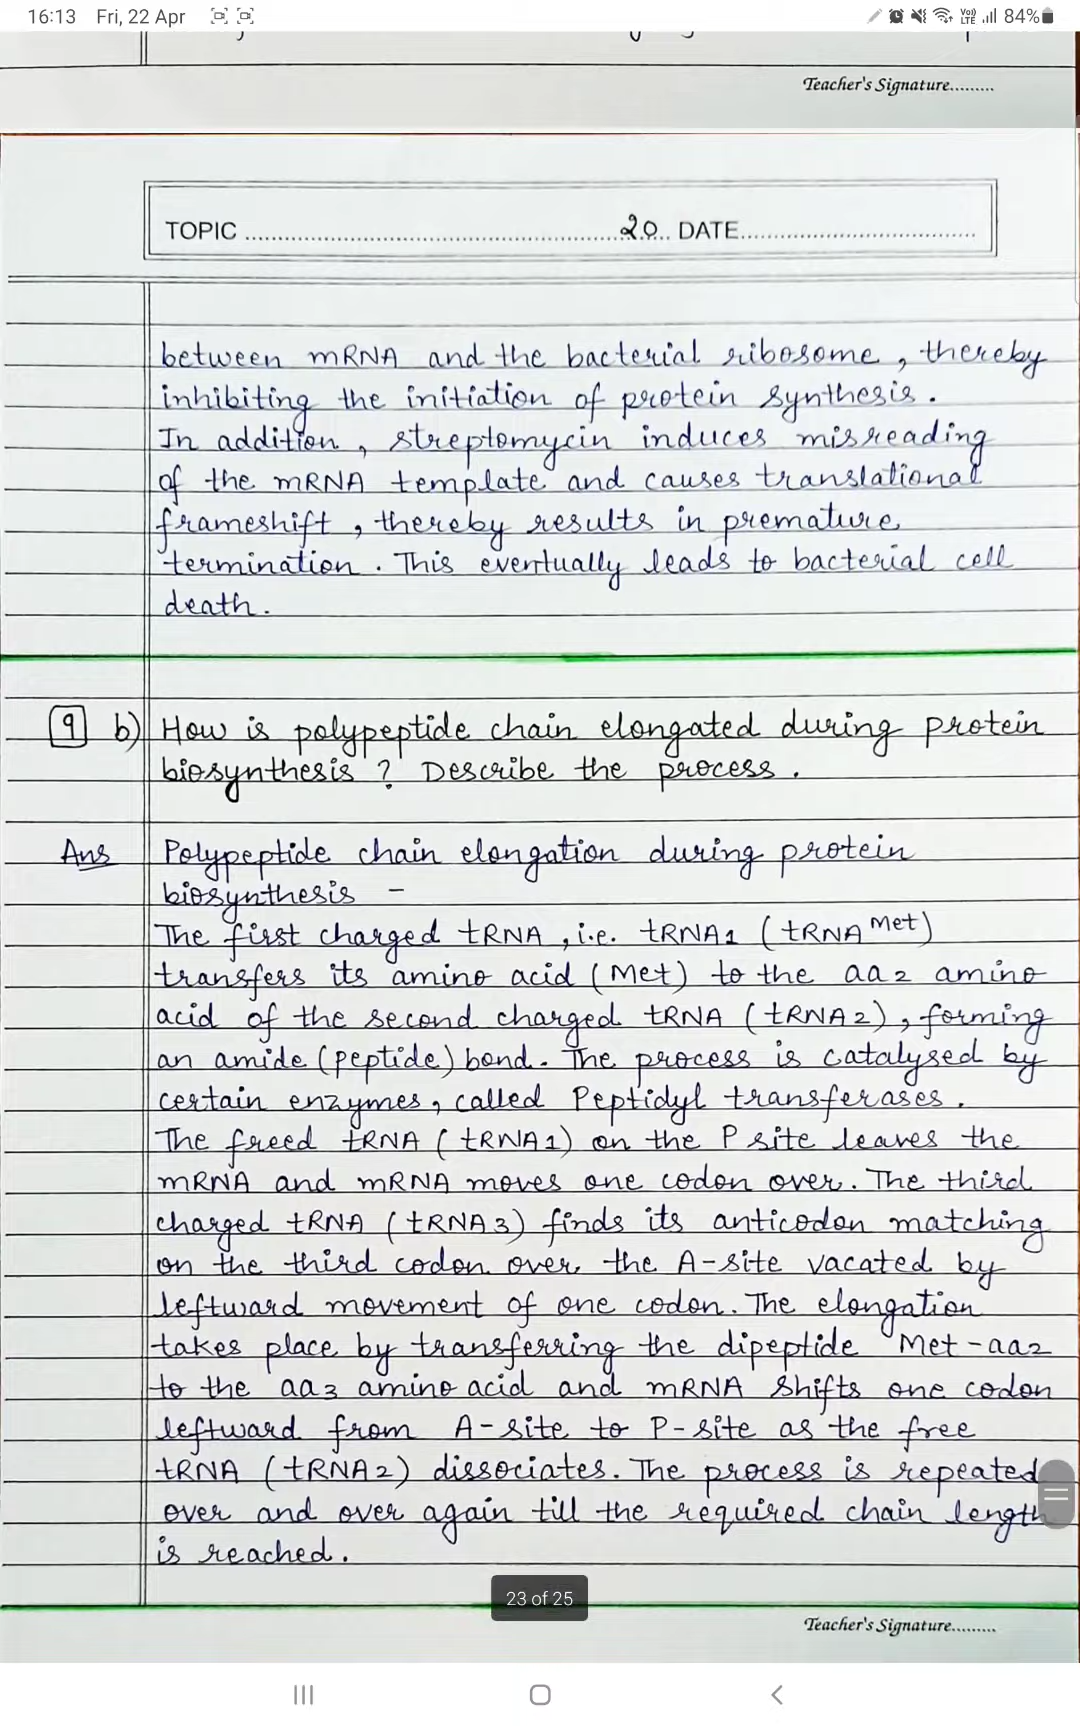 16:13 Fri, 22 Apr 84%
Teacher's Signature.........
TOPIC ........................................................20.. DATE...................................
between mRNA and the bacterial ribosome, thereby
inhibiting the initiation of protein synthesis.
In addition, streptomycin induces misreading
of the mRNA template and causes translational
frameshift, thereby results in premature
termination. This eventually leads to bacterial cell
death.
9 b) How is polypeptide chain elongated during protein
biosynthesis? Describe the process.
Ans Polypeptide chain elongation during protein
biosynthesis -
The first charged tRNA, i.e. tRNA1 (tRNA Met)
transfers its amino acid (Met) to the aa2 amino
acid of the second charged tRNA (tRNA2), forming
an amide (peptide) bond. The process is catalysed by
certain enzymes, called Peptidyl transferases.
The freed tRNA (tRNA1) on the P site leaves the
mRNA and mRNA moves one codon over. The third
charged tRNA (tRNA3) finds its anticodon matching
on the third codon over the A-site vacated by
leftward movement of one codon. The elongation
takes place by transferring the dipeptide Met-aa2
to the aa3 amino acid and mRNA shifts one codon
leftward from A-site to P-site as the free
tRNA (tRNA2) dissociates. The process is repeated
over and over again till the required chain length
is reached.
23 of 25
Teacher's Signature.........